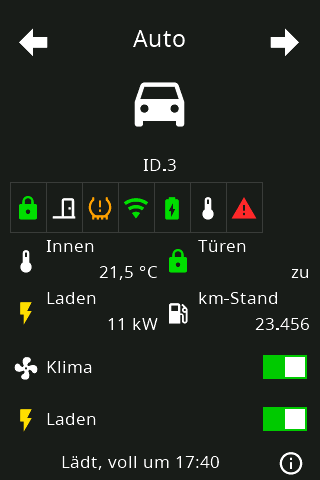 Auto
ID.3
Innen
21,5 °C
Türen
zu
Laden
11 kW
km-Stand
23.456
Klima
Laden
Lädt, voll um 17:40